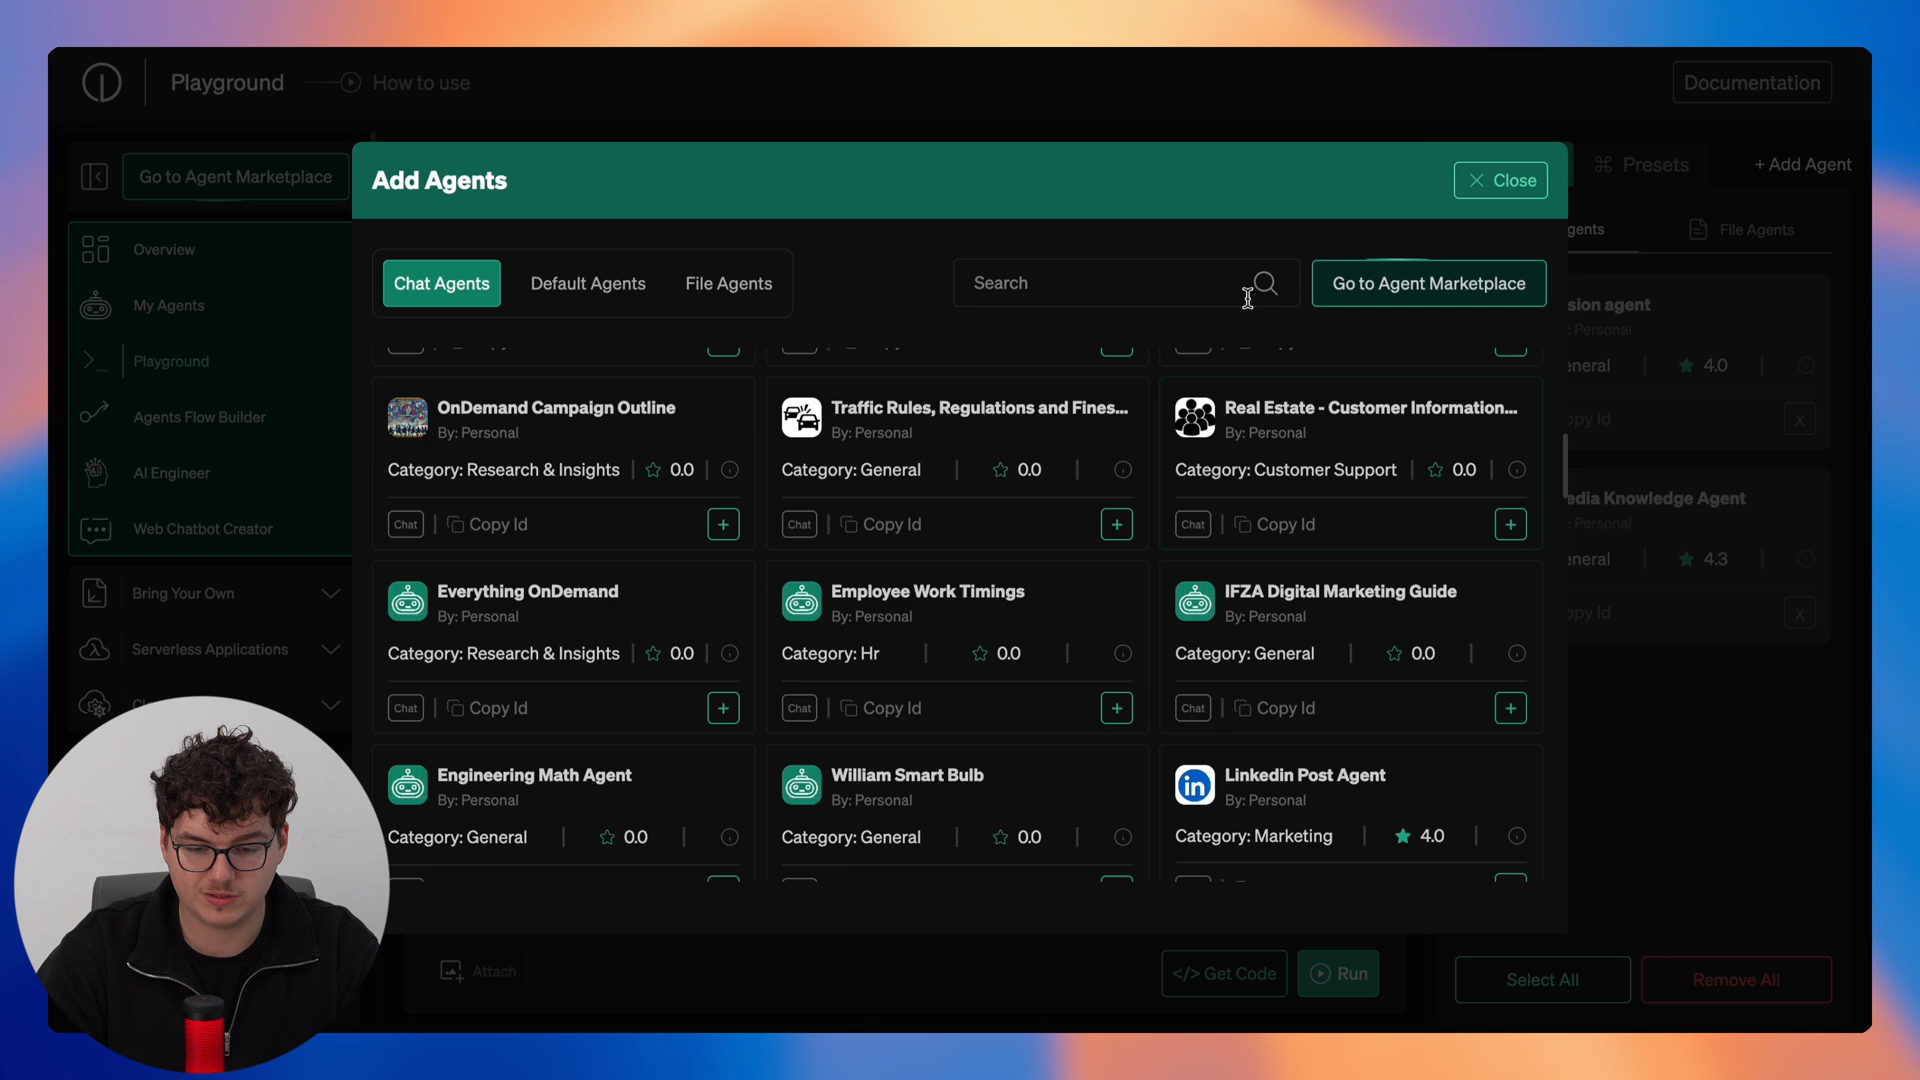 Playground
How to use
Documentation
Go to Agent Marketplace
Add Agents
Close
Presets
+ Add Agent
Overview
My Agents
Playground
Agents Flow Builder
AI Engineer
Web Chatbot Creator
Bring Your Own
Serverless Applications
Chat Agents
Default Agents
File Agents
Search
Go to Agent Marketplace
gents
File Agents
OnDemand Campaign Outline
By: Personal
Category: Research & Insights
0.0
Chat
Copy Id
+
Traffic Rules, Regulations and Fines...
By: Personal
Category: General
0.0
Chat
Copy Id
+
Real Estate - Customer Information...
By: Personal
Category: Customer Support
0.0
Chat
Copy Id
+
Everything OnDemand
By: Personal
Category: Research & Insights
0.0
Chat
Copy Id
+
Employee Work Timings
By: Personal
Category: Hr
0.0
Chat
Copy Id
+
IFZA Digital Marketing Guide
By: Personal
Category: General
0.0
Chat
Copy Id
+
Engineering Math Agent
By: Personal
Category: General
0.0
William Smart Bulb
By: Personal
Category: General
0.0
in
Linkedin Post Agent
By: Personal
Category: Marketing
4.0
sion agent
: Personal
neral
4.0
opy Id
x
edia Knowledge Agent
: Personal
neral
4.3
opy Id
x
Attach
</> Get Code
Run
Select All
Remove All